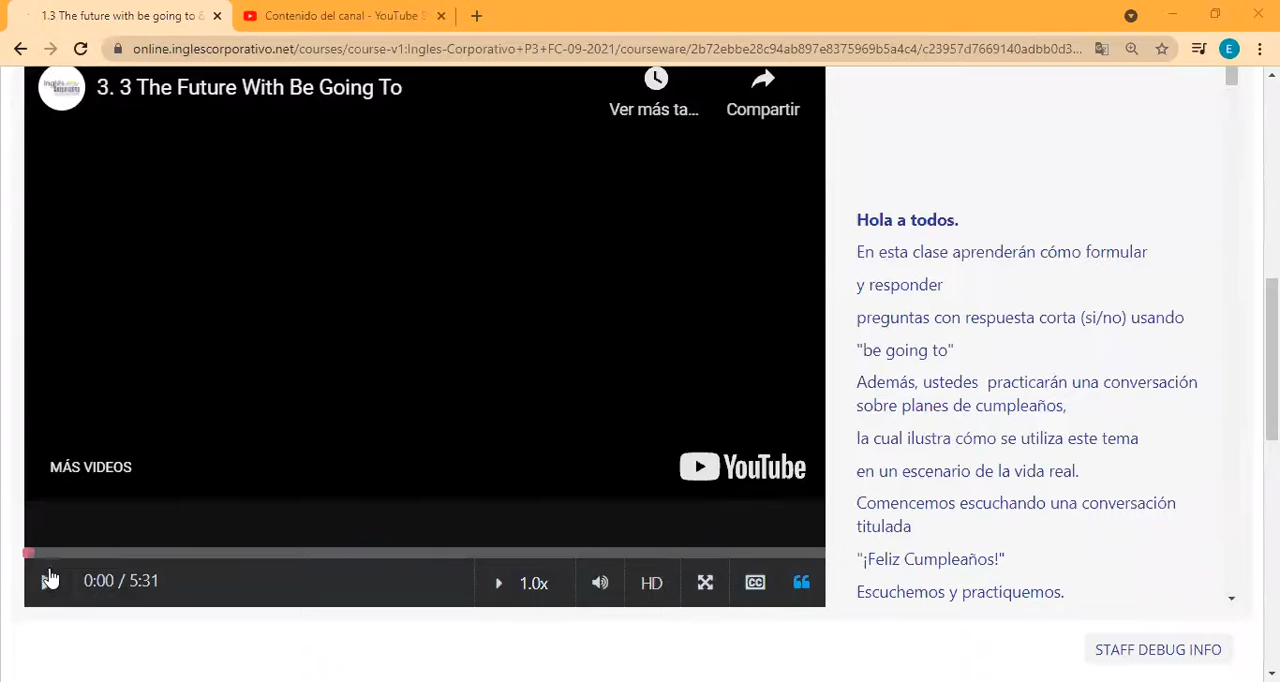 1.3 The future with be going to &
Contenido del canal - YouTube S
online.inglescorporativo.net/courses/course-v1:Ingles-Corporativo+P3+FC-09-2021/courseware/2b72ebbe28c94ab897e8375969b5a4c4/c23957d7669140adbb0d3...
E
3. 3 The Future With Be Going To
Ver más ta...
Compartir
MÁS VIDEOS
YouTube
0:00 / 5:31
1.0x
HD
CC
Hola a todos.
En esta clase aprenderán cómo formular
y responder
preguntas con respuesta corta (si/no) usando
"be going to"
Además, ustedes practicarán una conversación
sobre planes de cumpleaños,
la cual ilustra cómo se utiliza este tema
en un escenario de la vida real.
Comencemos escuchando una conversación
titulada
"¡Feliz Cumpleaños!"
Escuchemos y practiquemos.
STAFF DEBUG INFO